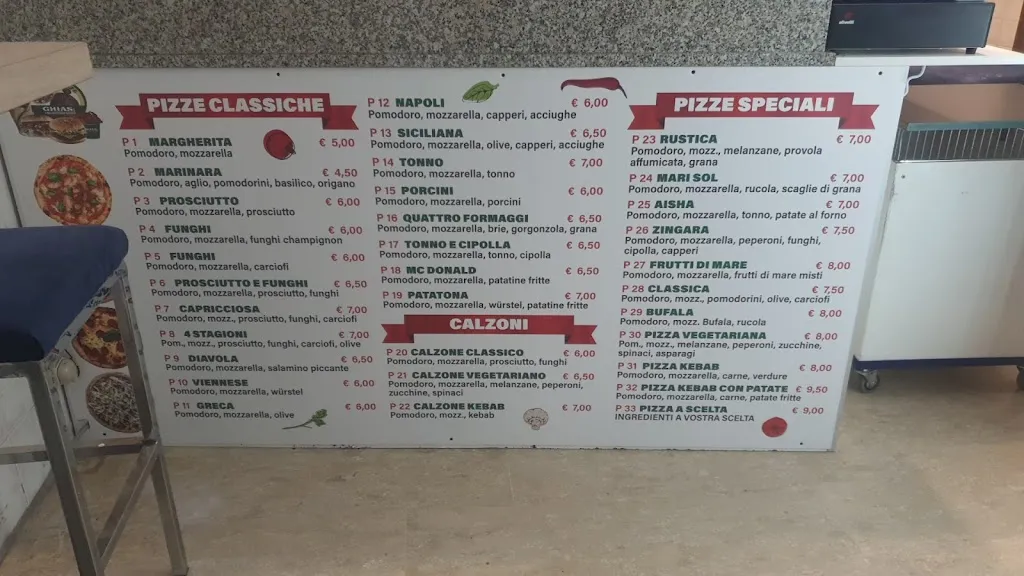 GHIAS
PIZZE CLASSICHE
P 1 MARGHERITA € 5,00
Pomodoro, mozzarella
P 2 MARINARA € 4,50
Pomodoro, aglio, pomodorini, basilico, origano
P 3 PROSCIUTTO € 6,00
Pomodoro, mozzarella, prosciutto
P 4 FUNGHI € 6,00
Pomodoro, mozzarella, funghi champignon
P 5 FUNGHI € 6,00
Pomodoro, mozzarella, carciofi
P 6 PROSCIUTTO E FUNGHI € 6,50
Pomodoro, mozzarella, prosciutto, funghi
P 7 CAPRICCIOSA € 7,00
Pomodoro, mozz., prosciutto, funghi, carciofi
P 8 4 STAGIONI € 7,00
Pom., mozz., prosciutto, funghi, carciofi, olive
P 9 DIAVOLA € 6,50
Pomodoro, mozzarella, salamino piccante
P 10 VIENNESE € 6,00
Pomodoro, mozzarella, würstel
P 11 GRECA € 6,00
Pomodoro, mozzarella, olive
P 12 NAPOLI € 6,00
Pomodoro, mozzarella, capperi, acciughe
P 13 SICILIANA € 6,50
Pomodoro, mozzarella, olive, capperi, acciughe
P 14 TONNO € 7,00
Pomodoro, mozzarella, tonno
P 15 PORCINI € 6,00
Pomodoro, mozzarella, porcini
P 16 QUATTRO FORMAGGI € 6,50
Pomodoro, mozzarella, brie, gorgonzola, grana
P 17 TONNO E CIPOLLA € 6,50
Pomodoro, mozzarella, tonno, cipolla
P 18 MC DONALD € 6,50
Pomodoro, mozzarella, patatine fritte
P 19 PATATONA € 7,00
Pomodoro, mozzarella, würstel, patatine fritte
CALZONI
P 20 CALZONE CLASSICO € 6,00
Pomodoro, mozzarella, prosciutto, funghi
P 21 CALZONE VEGETARIANO € 6,50
Pomodoro, mozzarella, melanzane, peperoni,
zucchine, spinaci
P 22 CALZONE KEBAB € 7,00
Pomodoro, mozz., kebab
PIZZE SPECIALI
P 23 RUSTICA € 7,00
Pomodoro, mozz., melanzane, provola
affumicata, grana
P 24 MARI SOL € 7,00
Pomodoro, mozzarella, rucola, scaglie di grana
P 25 AISHA € 7,00
Pomodoro, mozzarella, tonno, patate al forno
P 26 ZINGARA € 7,50
Pomodoro, mozzarella, peperoni, funghi,
cipolla, capperi
P 27 FRUTTI DI MARE € 8,00
Pomodoro, mozzarella, frutti di mare misti
P 28 CLASSICA € 7,50
Pomodoro, mozz., pomodorini, olive, carciofi
P 29 BUFALA € 8,00
Pomodoro, mozz. Bufala, rucola
P 30 PIZZA VEGETARIANA € 8,00
Pom., mozz., melanzane, peperoni, zucchine,
spinaci, asparagi
P 31 PIZZA KEBAB € 8,00
Pomodoro, mozzarella, carne, verdure
P 32 PIZZA KEBAB CON PATATE € 9,50
Pomodoro, mozzarella, carne, patate fritte
P 33 PIZZA A SCELTA € 9,00
INGREDIENTI A VOSTRA SCELTA